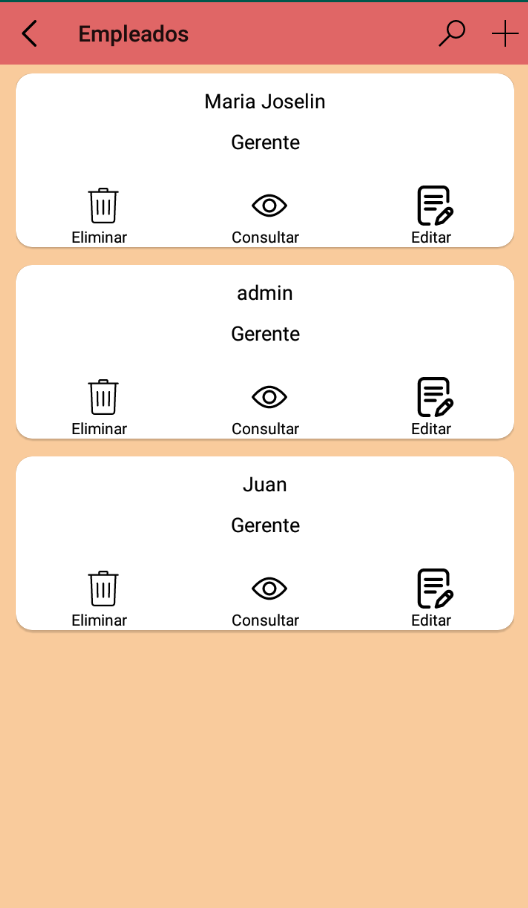 Empleados
Maria Joselin
Gerente
Eliminar Consultar Editar
admin
Gerente
Eliminar Consultar Editar
Juan
Gerente
Eliminar Consultar Editar